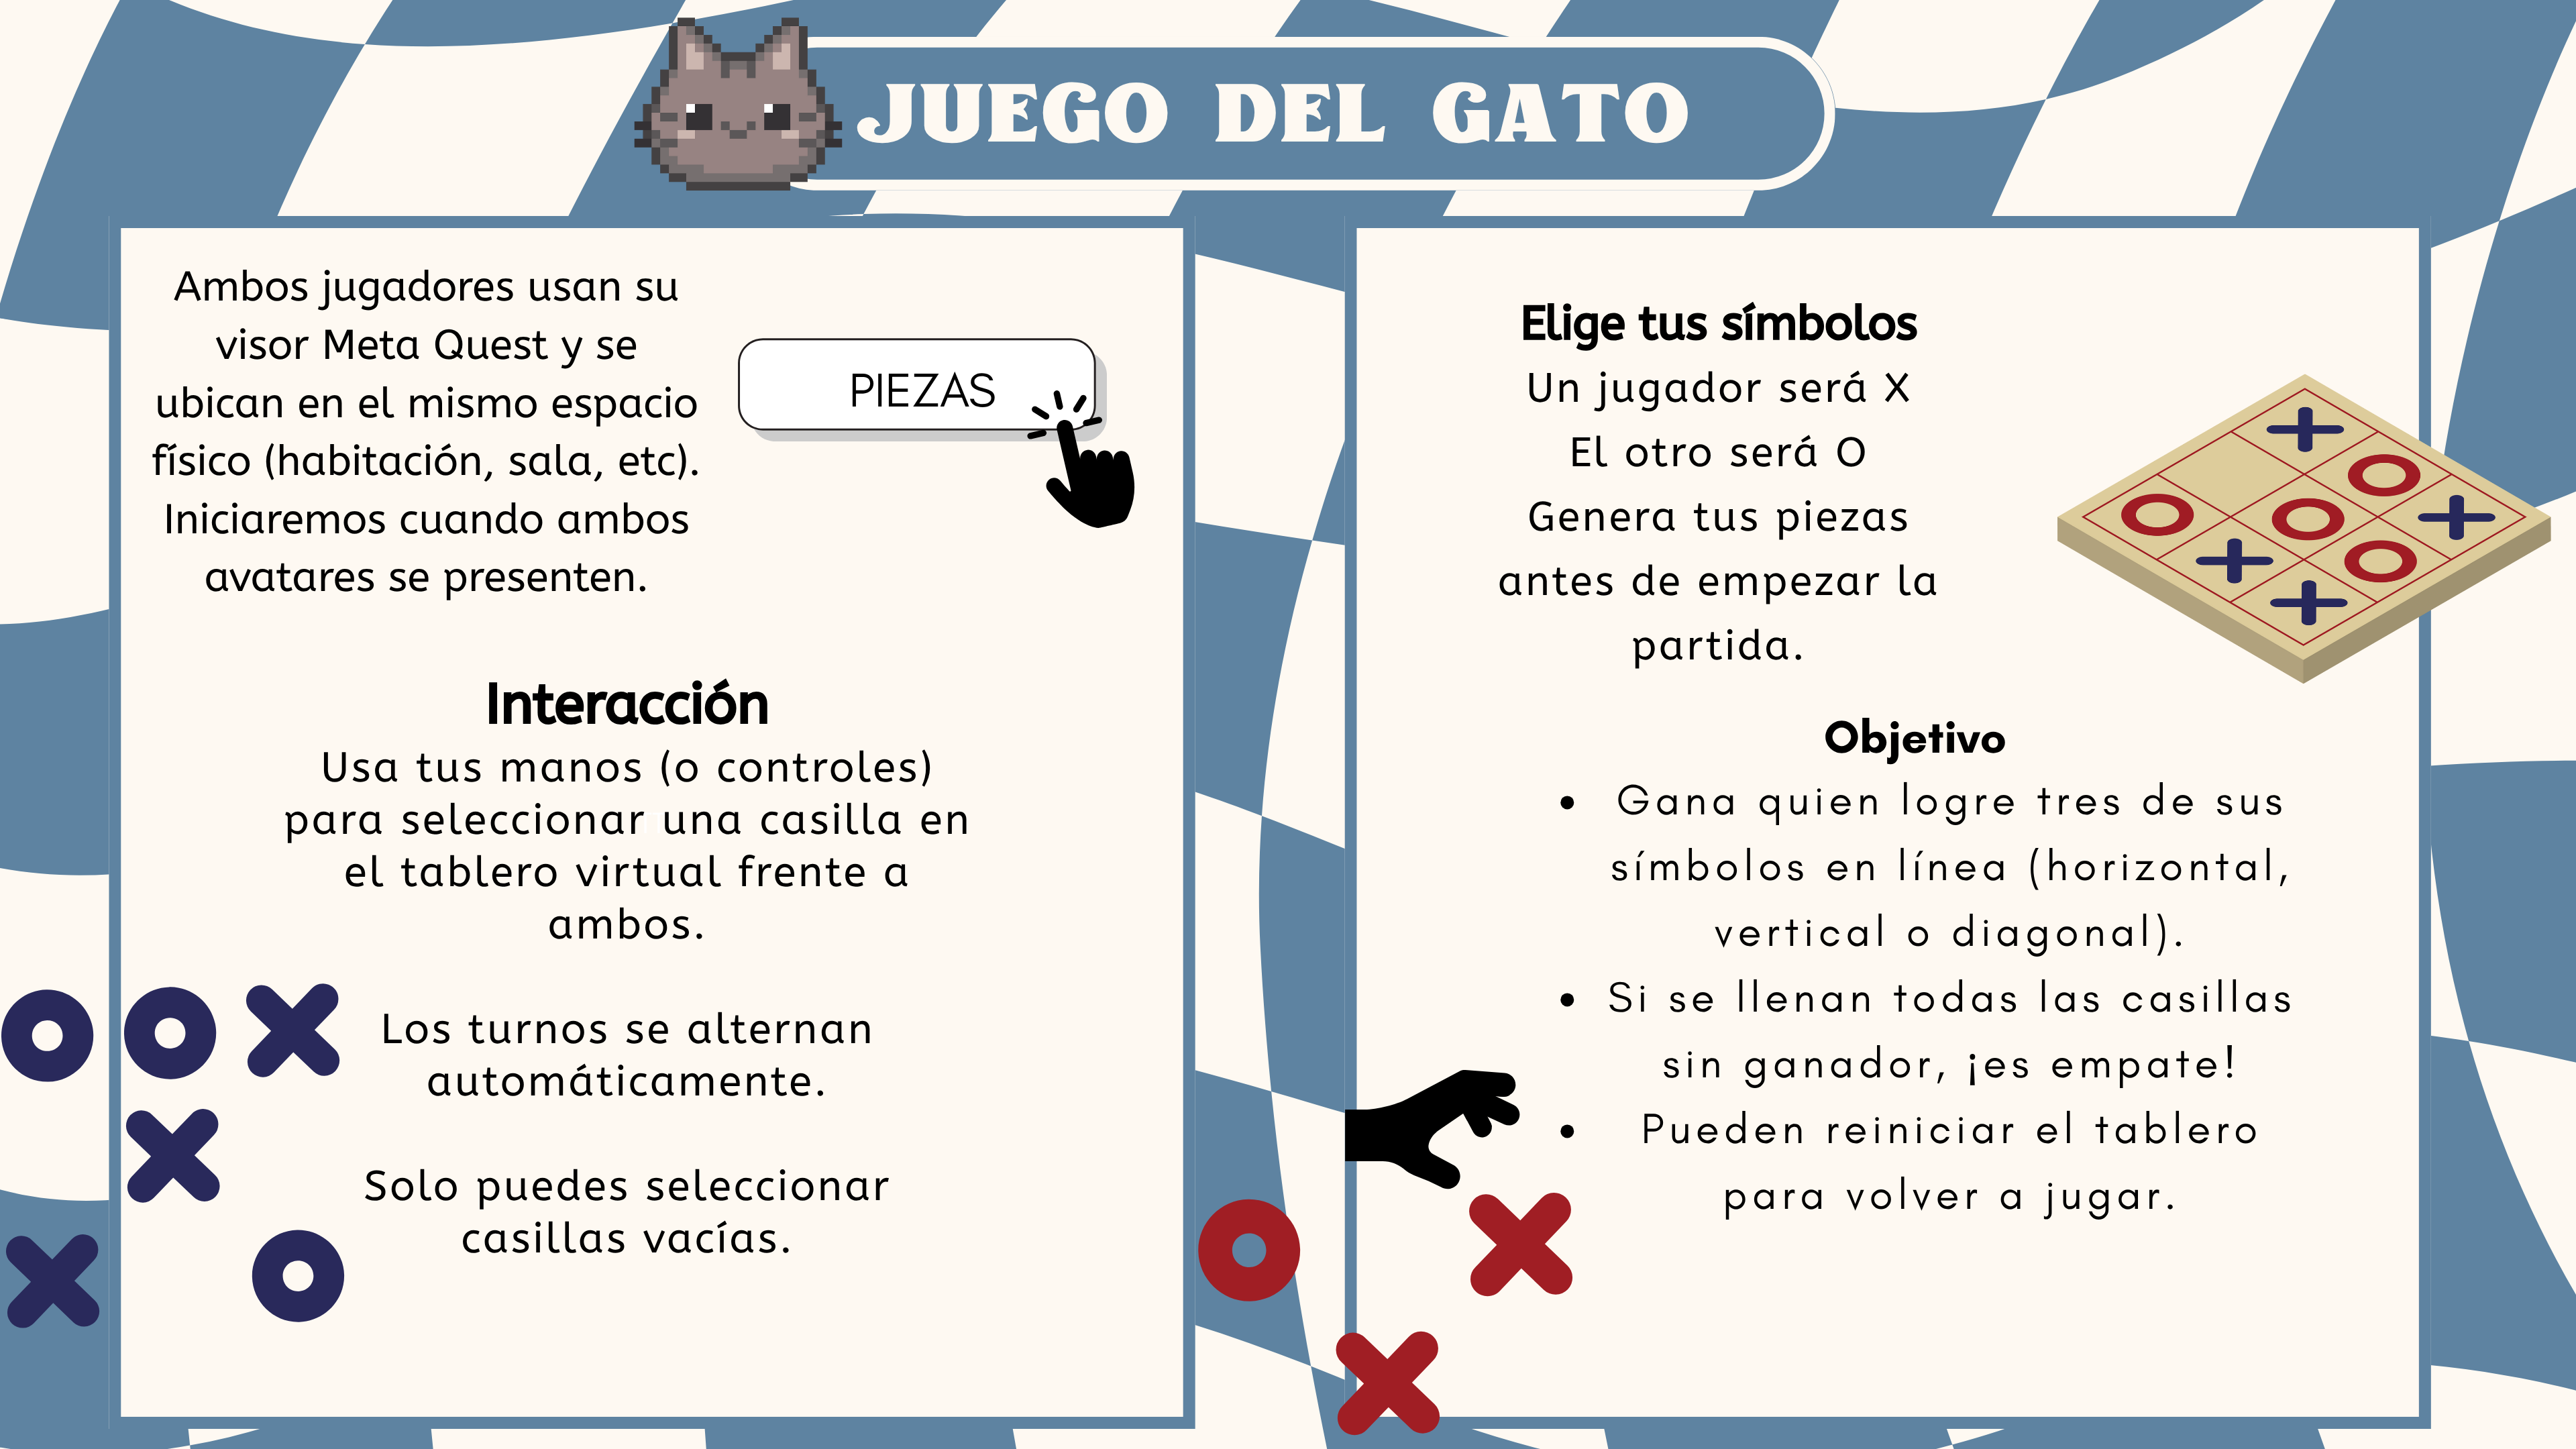 JUEGO DEL GATO
Ambos jugadores usan su
visor Meta Quest y se
ubican en el mismo espacio
físico (habitación, sala, etc).
Iniciaremos cuando ambos
avatares se presenten.
PIEZAS
Interacción
Usa tus manos (o controles)
para seleccionar una casilla en
el tablero virtual frente a
ambos.
Los turnos se alternan
automáticamente.
Solo puedes seleccionar
casillas vacías.
Elige tus símbolos
Un jugador será X
El otro será O
Genera tus piezas
antes de empezar la
partida.
Objetivo
• Gana quien logre tres de sus
símbolos en línea (horizontal,
vertical o diagonal).
• Si se llenan todas las casillas
sin ganador, ¡es empate!
• Pueden reiniciar el tablero
para volver a jugar.